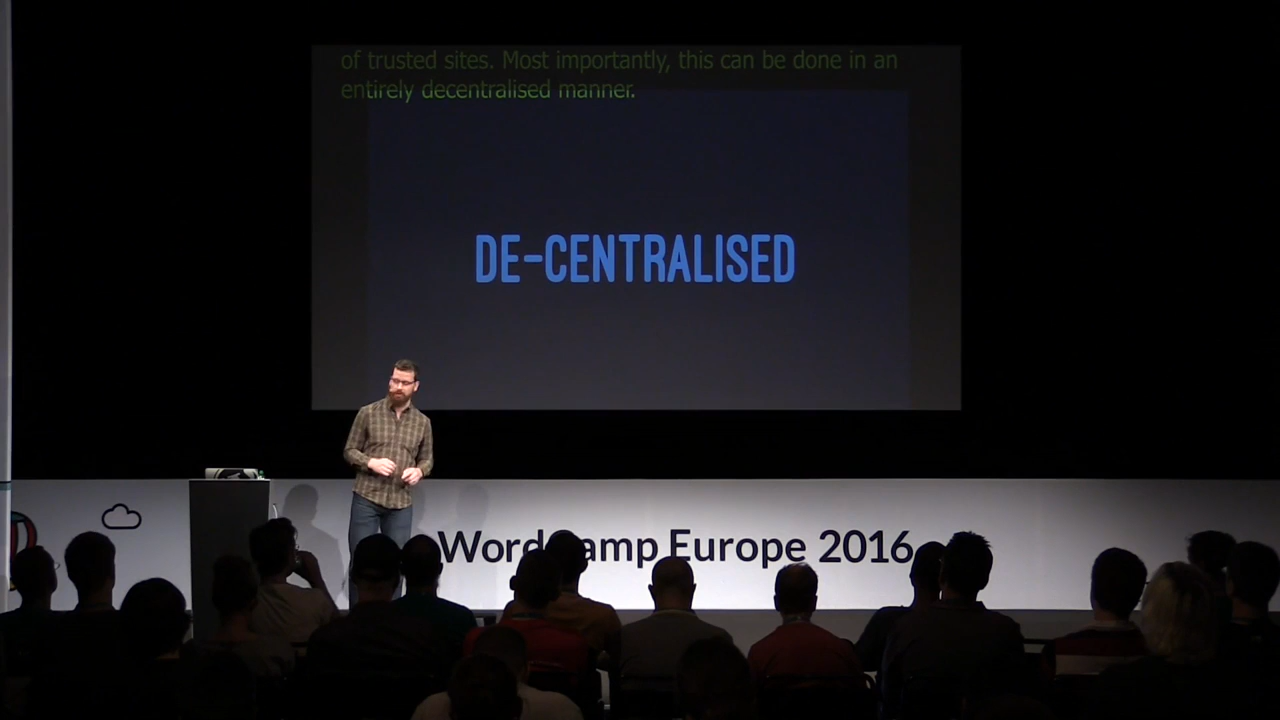 of trusted sites. Most importantly, this can be done in an
entirely decentralised manner.
DE-CENTRALISED
WordCamp Europe 2016